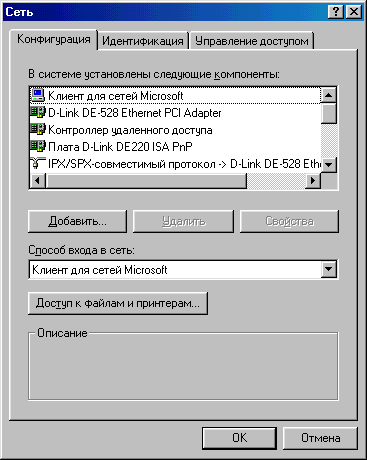 Сеть
Конфигурация Идентификация Управление доступом
В системе установлены следующие компоненты:
Клиент для сетей Microsoft
D-Link DE-528 Ethernet PCI Adapter
Контроллер удаленного доступа
Плата D-Link DE220 ISA PnP
IPX/SPX-совместимый протокол -> D-Link DE-528 Eth
Добавить... Удалить Свойства
Способ входа в сеть:
Клиент для сетей Microsoft
Доступ к файлам и принтерам...
Описание
OK Отмена